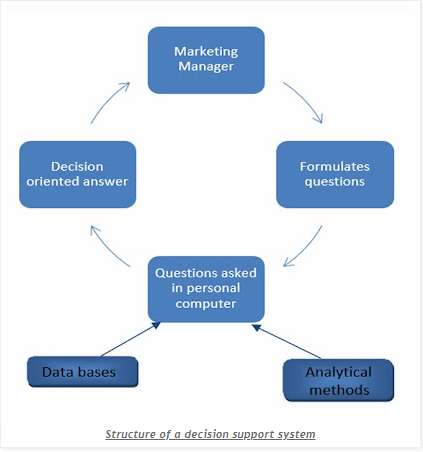 Marketing
Manager
Decision
oriented answer
Formulates
questions
Questions asked
in personal
computer
Data bases
Analytical
methods
Structure of a decision support system